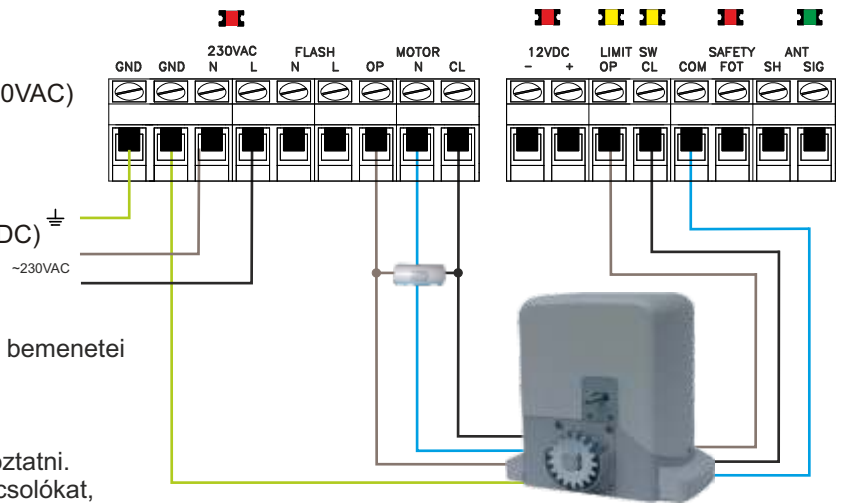 230VAC FLASH MOTOR
GND GND N L N L OP N CL
12VDC LIMIT SW SAFETY ANT
- + OP CL COM FOT SH SIG
0VAC)
DC)
~230VAC
bemenetei
oztatni.
csolókat,